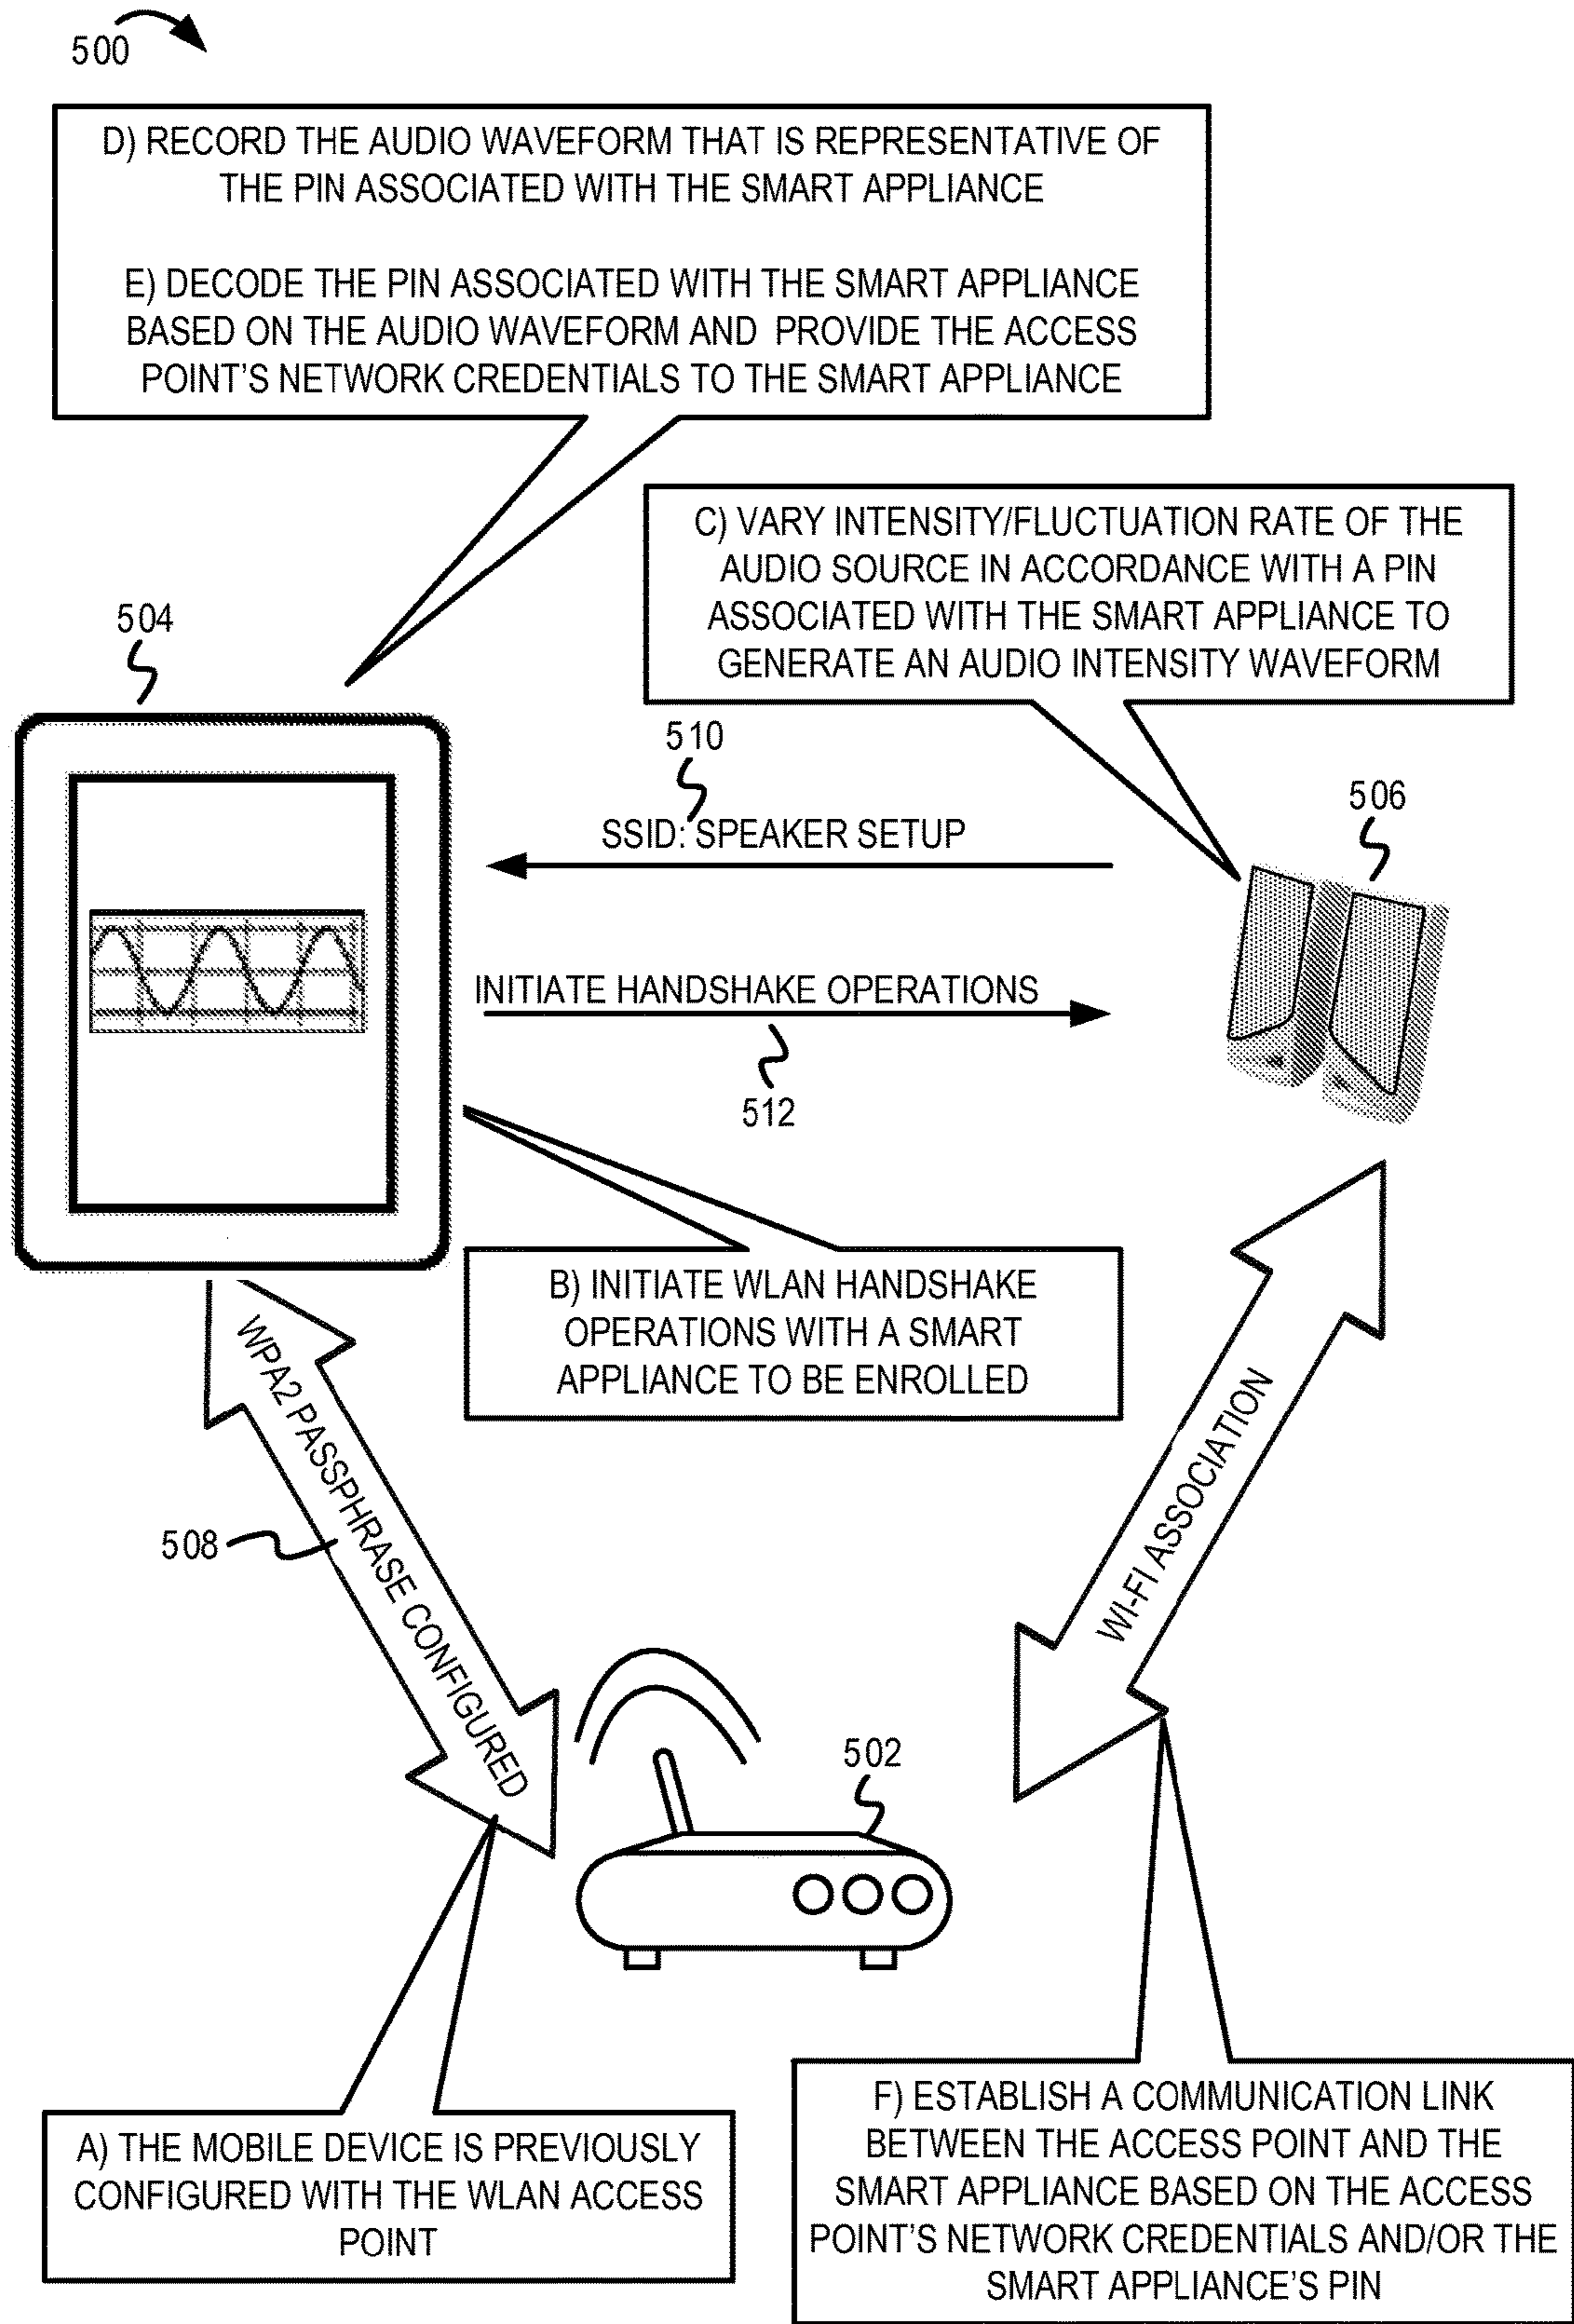 500
D) RECORD THE AUDIO WAVEFORM THAT IS REPRESENTATIVE OF
THE PIN ASSOCIATED WITH THE SMART APPLIANCE
E) DECODE THE PIN ASSOCIATED WITH THE SMART APPLIANCE
BASED ON THE AUDIO WAVEFORM AND PROVIDE THE ACCESS
POINT'S NETWORK CREDENTIALS TO THE SMART APPLIANCE
C) VARY INTENSITY/FLUCTUATION RATE OF THE
AUDIO SOURCE IN ACCORDANCE WITH A PIN
ASSOCIATED WITH THE SMART APPLIANCE TO
GENERATE AN AUDIO INTENSITY WAVEFORM
504
510
506
SSID: SPEAKER SETUP
INITIATE HANDSHAKE OPERATIONS
512
B) INITIATE WLAN HANDSHAKE
OPERATIONS WITH A SMART
APPLIANCE TO BE ENROLLED
WPA2 PASSPHRASE CONFIGURED
WI-FI ASSOCIATION
508
502
A) THE MOBILE DEVICE IS PREVIOUSLY
CONFIGURED WITH THE WLAN ACCESS
POINT
F) ESTABLISH A COMMUNICATION LINK
BETWEEN THE ACCESS POINT AND THE
SMART APPLIANCE BASED ON THE ACCESS
POINT'S NETWORK CREDENTIALS AND/OR THE
SMART APPLIANCE'S PIN